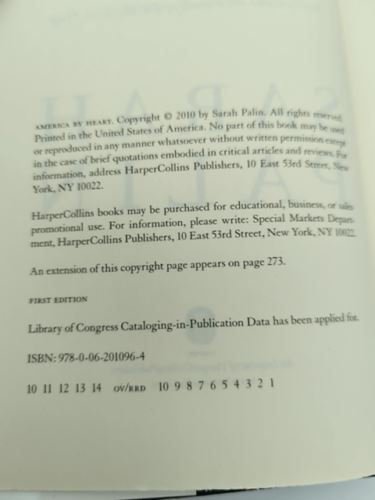 AMERICA BY HEART. Copyright © 2010 by Sarah Palin. All rights reserved.
Printed in the United States of America. No part of this book may be used
or reproduced in any manner whatsoever without written permission except
in the case of brief quotations embodied in critical articles and reviews. For
information, address HarperCollins Publishers, 10 East 53rd Street, New
York, NY 10022.
HarperCollins books may be purchased for educational, business, or sales
promotional use. For information, please write: Special Markets Depart-
ment, HarperCollins Publishers, 10 East 53rd Street, New York, NY 10022.
An extension of this copyright page appears on page 273.
FIRST EDITION
Library of Congress Cataloging-in-Publication Data has been applied for.
ISBN: 978-0-06-201096-4
10 11 12 13 14 OV/RRD 10 9 8 7 6 5 4 3 2 1